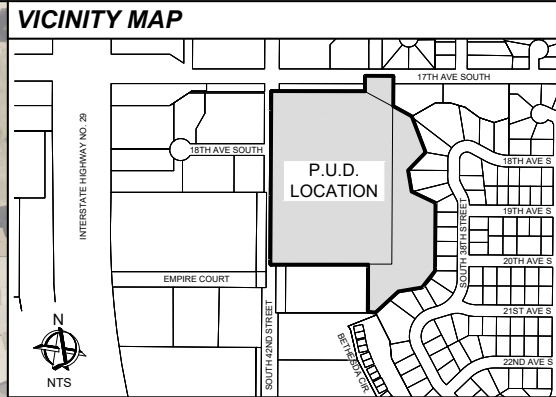 VICINITY MAP
17TH AVE SOUTH
INTERSTATE HIGHWAY NO. 29
18TH AVE SOUTH
P.U.D.
LOCATION
18TH AVE S
SOUTH 38TH STREET
19TH AVE S
20TH AVE S
EMPIRE COURT
21ST AVE S
SOUTH 42ND STREET
BETHESDA CIR.
22ND AVE S
N
NTS